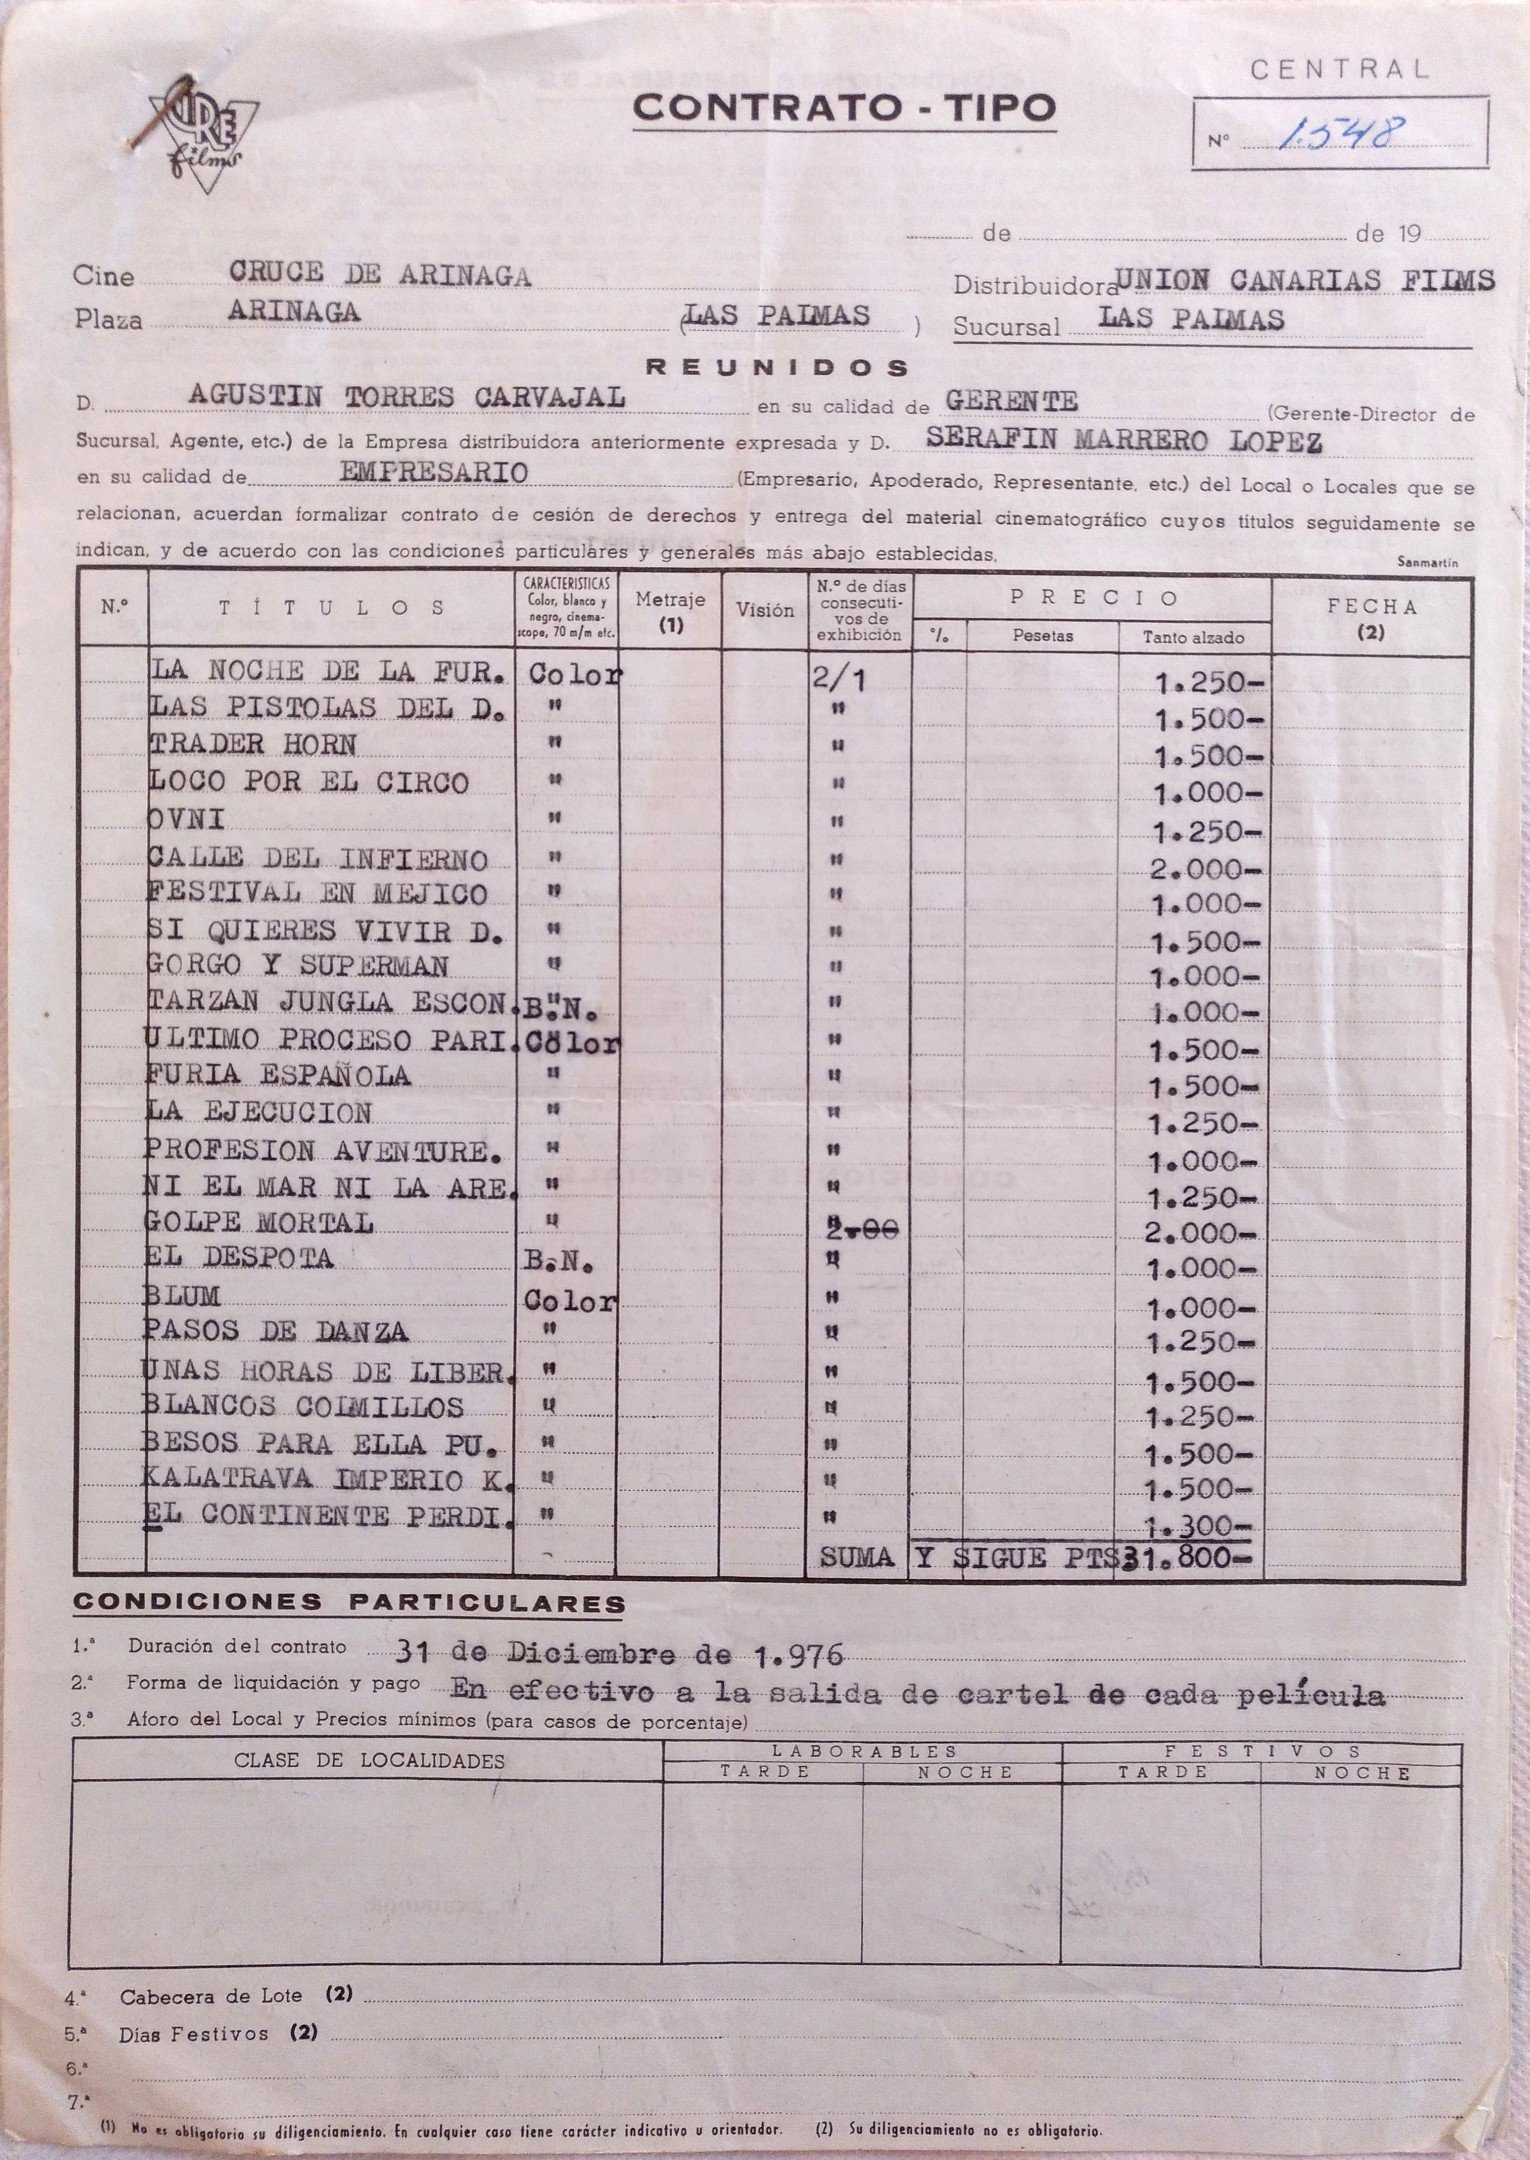 CIRE films
CONTRATO - TIPO
CENTRAL
Nº 1.548
de de 19
Cine CRUCE DE ARINAGA
Distribuidora UNION CANARIAS FILMS
Plaza ARINAGA (LAS PALMAS)
Sucursal LAS PALMAS
REUNIDOS
D. AGUSTIN TORRES CARVAJAL en su calidad de GERENTE (Gerente-Director de
Sucursal, Agente, etc.) de la Empresa distribuidora anteriormente expresada y D. SERAFIN MARRERO LOPEZ
en su calidad de EMPRESARIO (Empresario, Apoderado, Representante, etc.) del Local o Locales que se
relacionan, acuerdan formalizar contrato de cesión de derechos y entrega del material cinematográfico cuyos títulos seguidamente se
indican, y de acuerdo con las condiciones particulares y generales más abajo establecidas.
Sanmartín
N.º TÍTULOS CARACTERISTICAS Color, blanco y negro, cinema-scope, 70 m/m etc. Metraje (1) Visión N.º de días consecuti-vos de exhibición PRECIO % Pesetas Tanto alzado FECHA (2)
LA NOCHE DE LA FUR. Color 2/1 1.250-
LAS PISTOLAS DEL D. " " 1.500-
TRADER HORN " " 1.500-
LOCO POR EL CIRCO " " 1.000-
OVNI " " 1.250-
CALLE DEL INFIERNO " " 2.000-
FESTIVAL EN MEJICO " " 1.000-
SI QUIERES VIVIR D. " " 1.500-
GORGO Y SUPERMAN " " 1.000-
TARZAN JUNGLA ESCON. B.N. " 1.000-
ULTIMO PROCESO PARI. Color " 1.500-
FURIA ESPAÑOLA " " 1.500-
LA EJECUCION " " 1.250-
PROFESION AVENTURE. " " 1.000-
NI EL MAR NI LA ARE. " " 1.250-
GOLPE MORTAL " " 2.00 2.000-
EL DESPOTA B.N. " 1.000-
BLUM Color " 1.000-
PASOS DE DANZA " " 1.250-
UNAS HORAS DE LIBER. " " 1.500-
BLANCOS COLMILLOS " " 1.250-
BESOS PARA ELLA PU. " " 1.500-
KALATRAVA IMPERIO K. " " 1.500-
EL CONTINENTE PERDI. " " 1.300-
SUMA Y SIGUE PTS 31.800-
CONDICIONES PARTICULARES
1.ª Duración del contrato 31 de Diciembre de 1.976
2.ª Forma de liquidación y pago En efectivo a la salida de cartel de cada película
3.ª Aforo del Local y Precios mínimos (para casos de porcentaje)
CLASE DE LOCALIDADES LABORABLES FESTIVOS
TARDE NOCHE TARDE NOCHE
4.ª Cabecera de Lote (2)
5.ª Días Festivos (2)
6.ª
7.ª
(1) No es obligatorio su diligenciamiento. En cualquier caso tiene carácter indicativo u orientador. (2) Su diligenciamiento no es obligatorio.